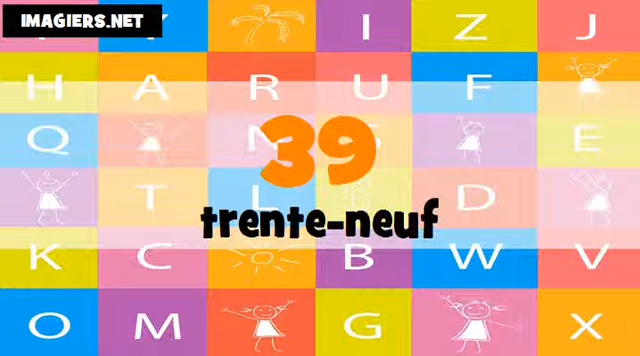 IMAGIERS.NET
I Z J
H A R U F
Q N E
39
T L D
trente-neuf
K C B W V
O M G X